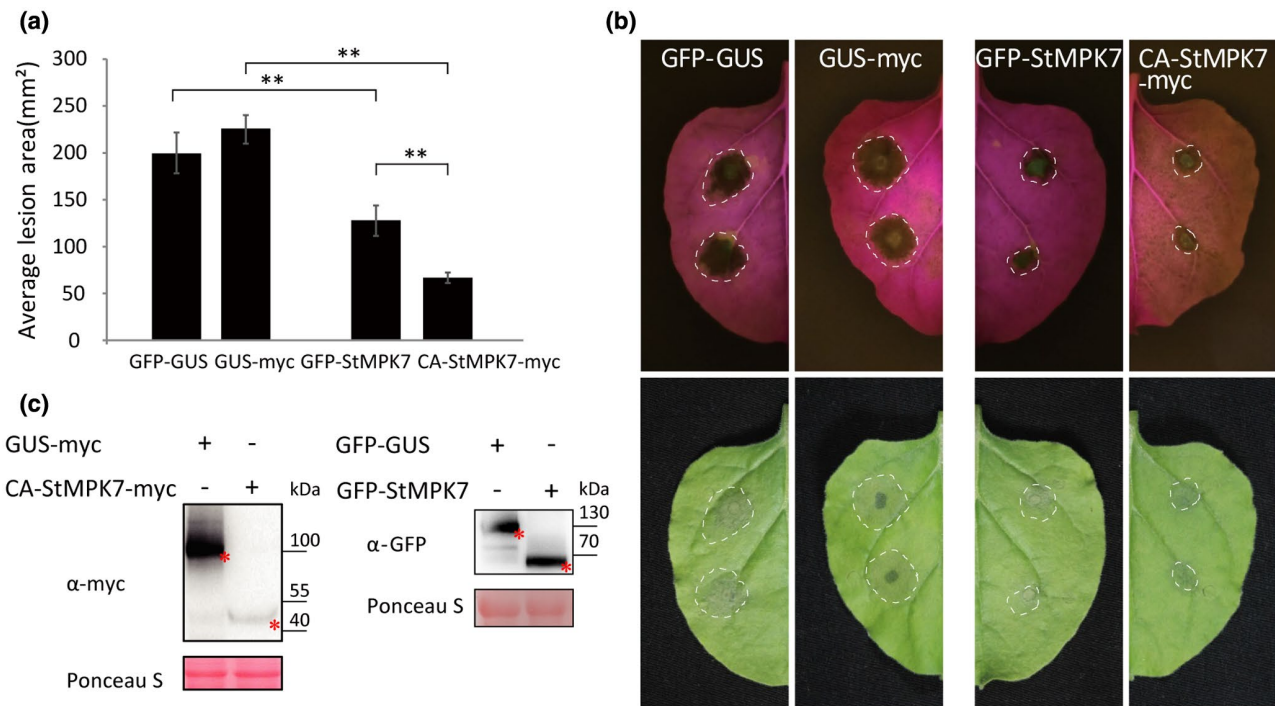 (a)
Average lesion area(mm²)
300
250
200
150
100
50
0
**
**
**
GFP-GUS GUS-myc GFP-StMPK7 CA-StMPK7-myc
(b)
GFP-GUS
GUS-myc
GFP-StMPK7
CA-StMPK7
-myc
(c)
GUS-myc + -
CA-StMPK7-myc - + kDa
100
55
40
α-myc
*
*
Ponceau S
GFP-GUS + -
GFP-StMPK7 - + kDa
130
70
α-GFP
*
*
Ponceau S